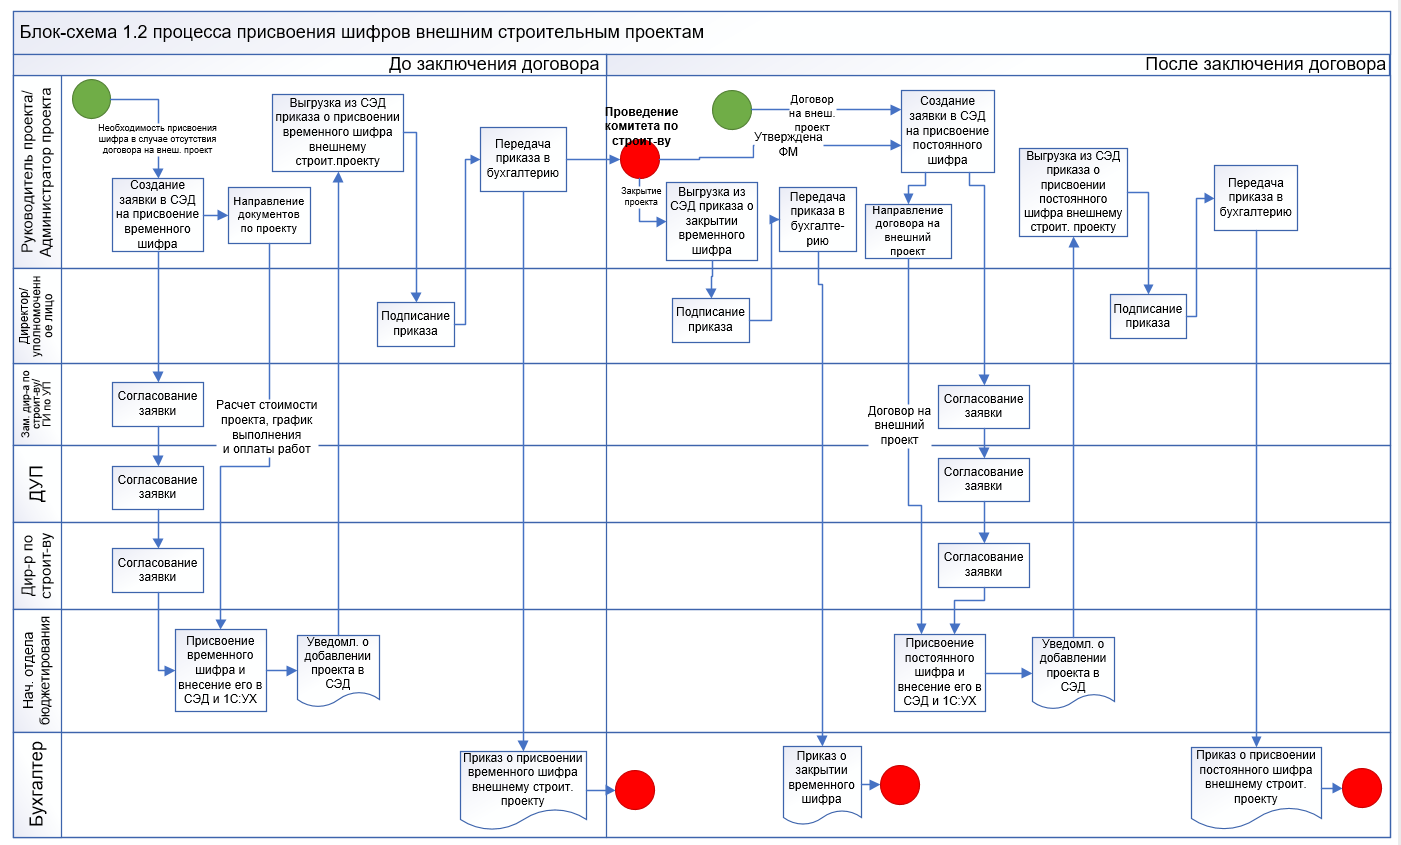 Блок-схема 1.2 процесса присвоения шифров внешним строительным проектам
До заключения договора
После заключения договора
Руководитель проекта/
Администратор проекта
Необходимость присвоения
шифра в случае отсутствия
договора на внеш. проект
Создание
заявки в СЭД
на присвоение
временного
шифра
Направление
документов
по проекту
Выгрузка из СЭД
приказа о присвоении
временного шифра
внешнему
строит.проекту
Передача
приказа в
бухгалтерию
Проведение
комитета по
строит-ву
Закрытие
проекта
Выгрузка из
СЭД приказа о
закрытии
временного
шифра
Договор
на внеш.
проект
Утверждена
ФМ
Передача
приказа в
бухгалте-
рию
Создание
заявки в СЭД
на присвоение
постоянного
шифра
Направление
договора на
внешний
проект
Выгрузка из СЭД
приказа о
присвоении
постоянного
шифра внешнему
строит. проекту
Передача
приказа в
бухгалтерию
Директор/
уполномоченн
ое лицо
Подписание
приказа
Подписание
приказа
Подписание
приказа
Зам. дир-а по
строит-ву/
ГИ по УП
Согласование
заявки
Расчет стоимости
проекта, график
выполнения
и оплаты работ
Договор на
внешний
проект
Согласование
заявки
ДУП
Согласование
заявки
Согласование
заявки
Дир-р по
строит-ву
Согласование
заявки
Согласование
заявки
Нач. отдела
бюджетирования
Присвоение
временного
шифра и
внесение его в
СЭД и 1С:УХ
Уведомл. о
добавлении
проекта в
СЭД
Присвоение
постоянного
шифра и
внесение его в
СЭД и 1С:УХ
Уведомл. о
добавлении
проекта в
СЭД
Бухгалтер
Приказ о присвоении
временного шифра
внешнему строит.
проекту
Приказ о
закрытии
временного
шифра
Приказ о присвоении
постоянного шифра
внешнему строит.
проекту